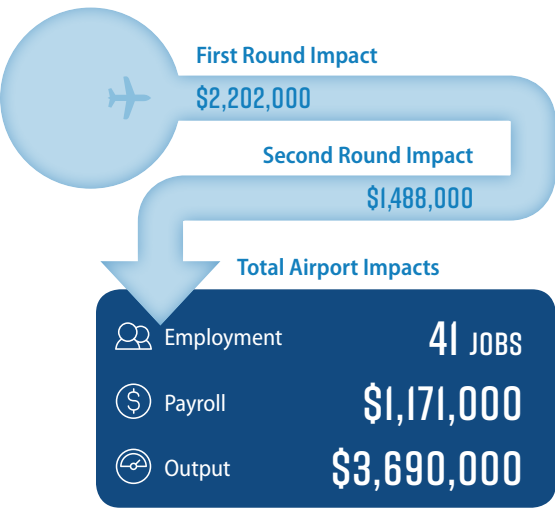 First Round Impact
$2,202,000
Second Round Impact
$1,488,000
Total Airport Impacts
Employment 41 JOBS
Payroll $1,171,000
Output $3,690,000